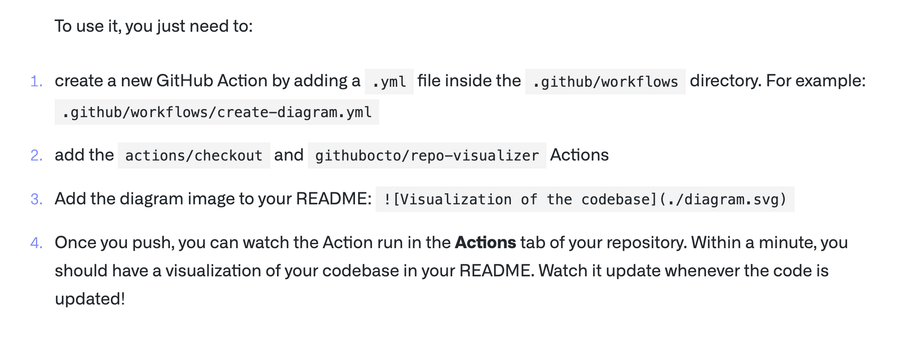 To use it, you just need to:
1. create a new GitHub Action by adding a .yml file inside the .github/workflows directory. For example:
.github/workflows/create-diagram.yml
2. add the actions/checkout and githubocto/repo-visualizer Actions
3. Add the diagram image to your README: ![Visualization of the codebase](./diagram.svg)
4. Once you push, you can watch the Action run in the Actions tab of your repository. Within a minute, you
should have a visualization of your codebase in your README. Watch it update whenever the code is
updated!